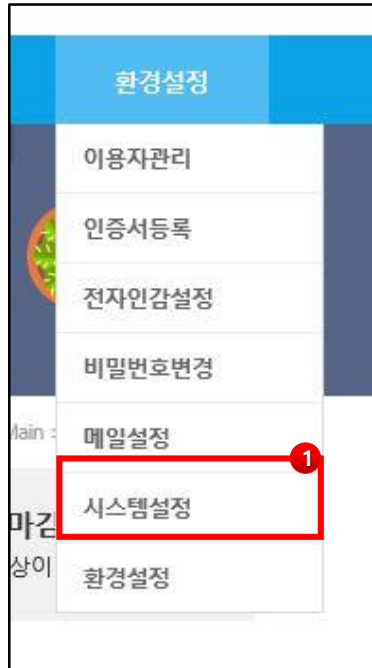 환경설정
이용자관리
인증서등록
전자인감설정
비밀번호변경
Main :
메일설정
1
시스템설정
마감
상이
환경설정